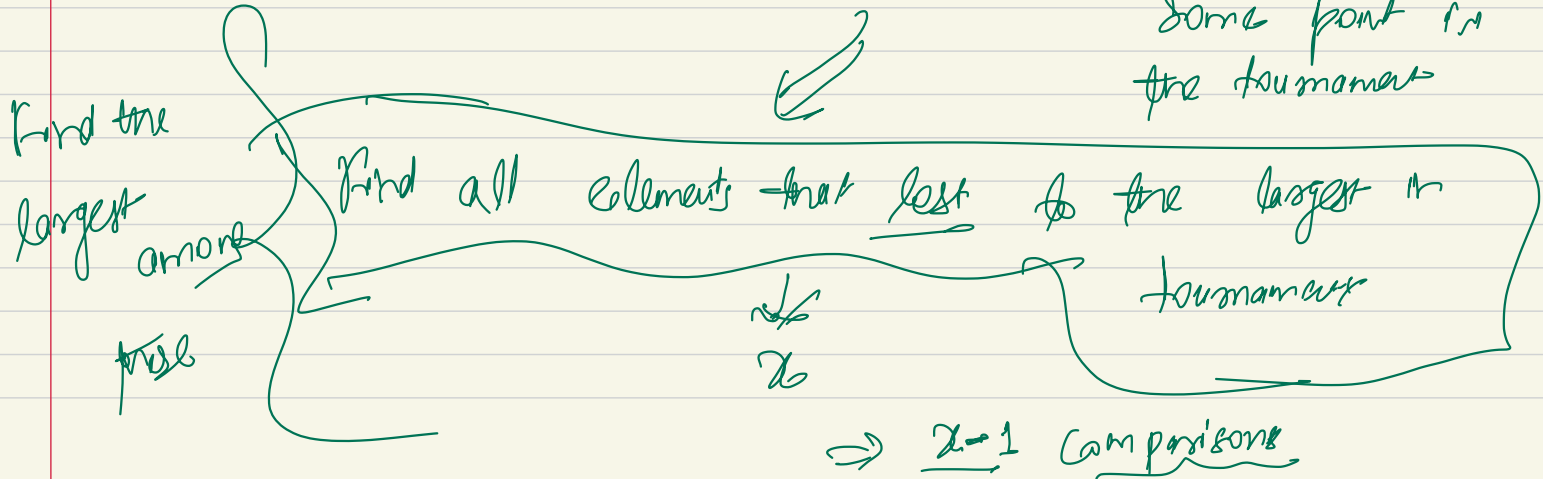 Some point in
the tournament
Find the
largest
among
these
Find all elements that lost to the largest in
tournament
x
⇒ x-1 Comparisons